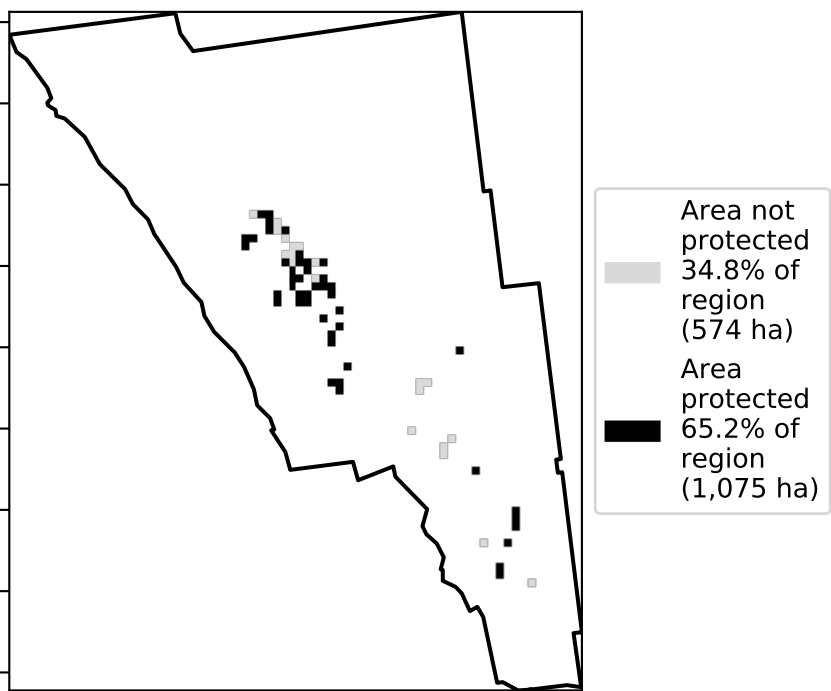 Area not
protected
34.8% of
region
(574 ha)
Area
protected
65.2% of
region
(1,075 ha)